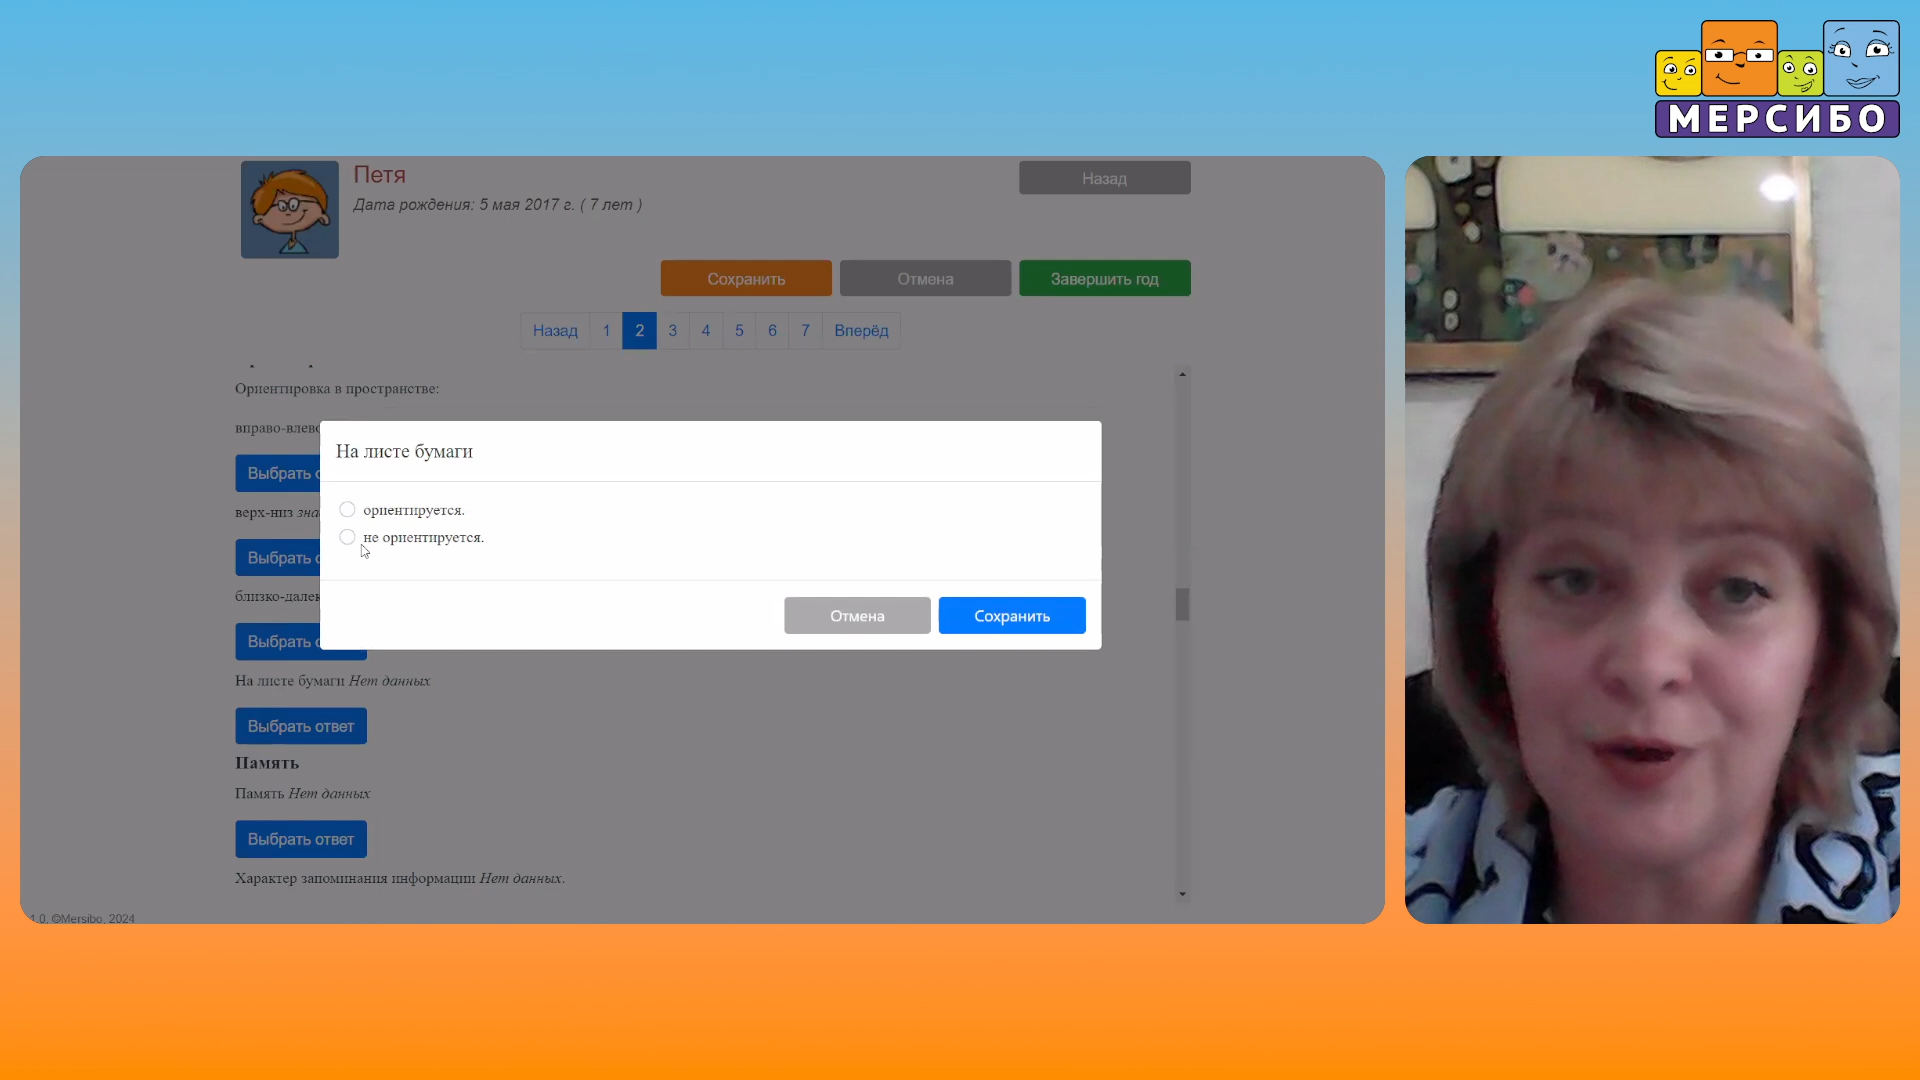 МЕРСИБО
Петя
Назад
Дата рождения: 5 мая 2017 г. ( 7 лет )
Сохранить Отмена Завершить год
Назад 1 2 3 4 5 6 7 Вперёд
Ориентировка в пространстве:
На листе бумаги
ориентируется.
не ориентируется.
Отмена Сохранить
вправо-влево
Выбрать
верх-низ
Выбрать
Выбрать
На листе бумаги Нет данных
Выбрать ответ
Память
Память Нет данных
Выбрать ответ
Характер запоминания информации Нет данных.
1.0, ©Mersibo, 2024